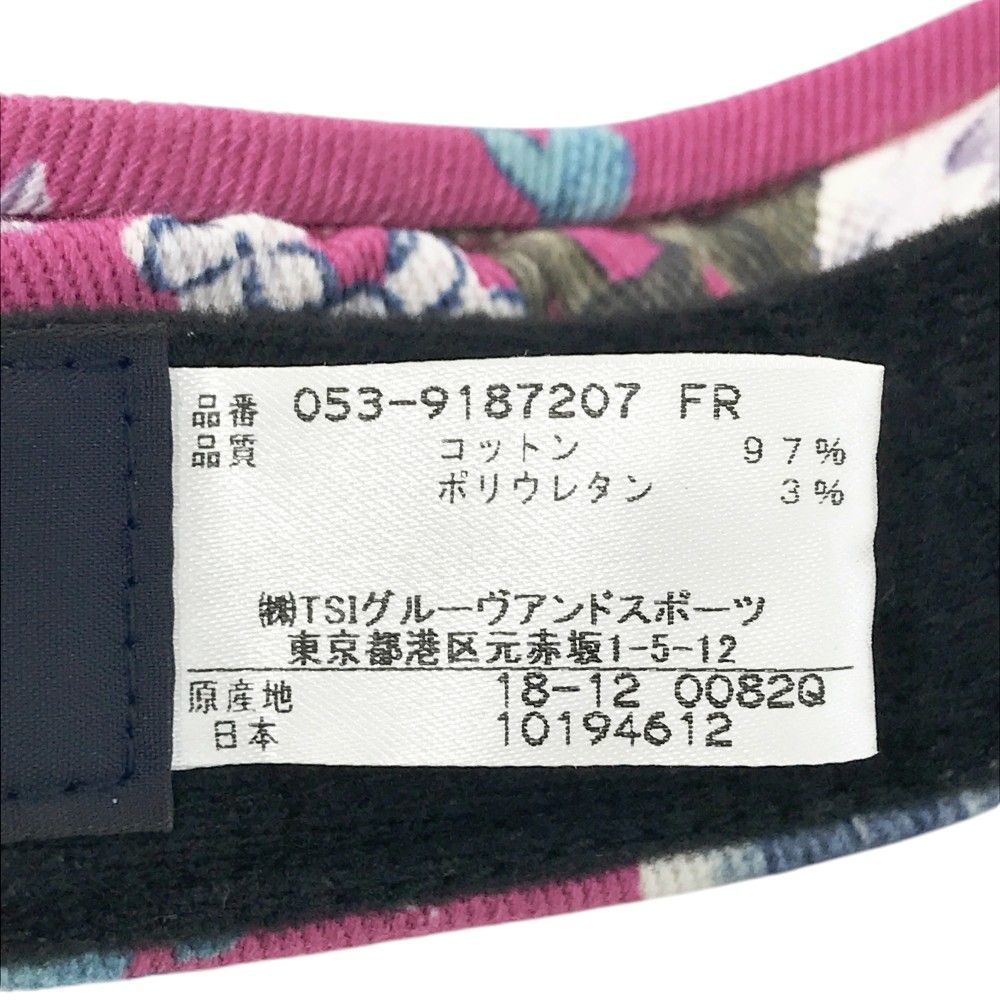 品番 053-9187207 FR
品質 コットン 97%
ポリウレタン 3%
㈱TSIグルーヴアンドスポーツ
東京都港区元赤坂1-5-12
原産地 18-12 0082Q
日本 10194612